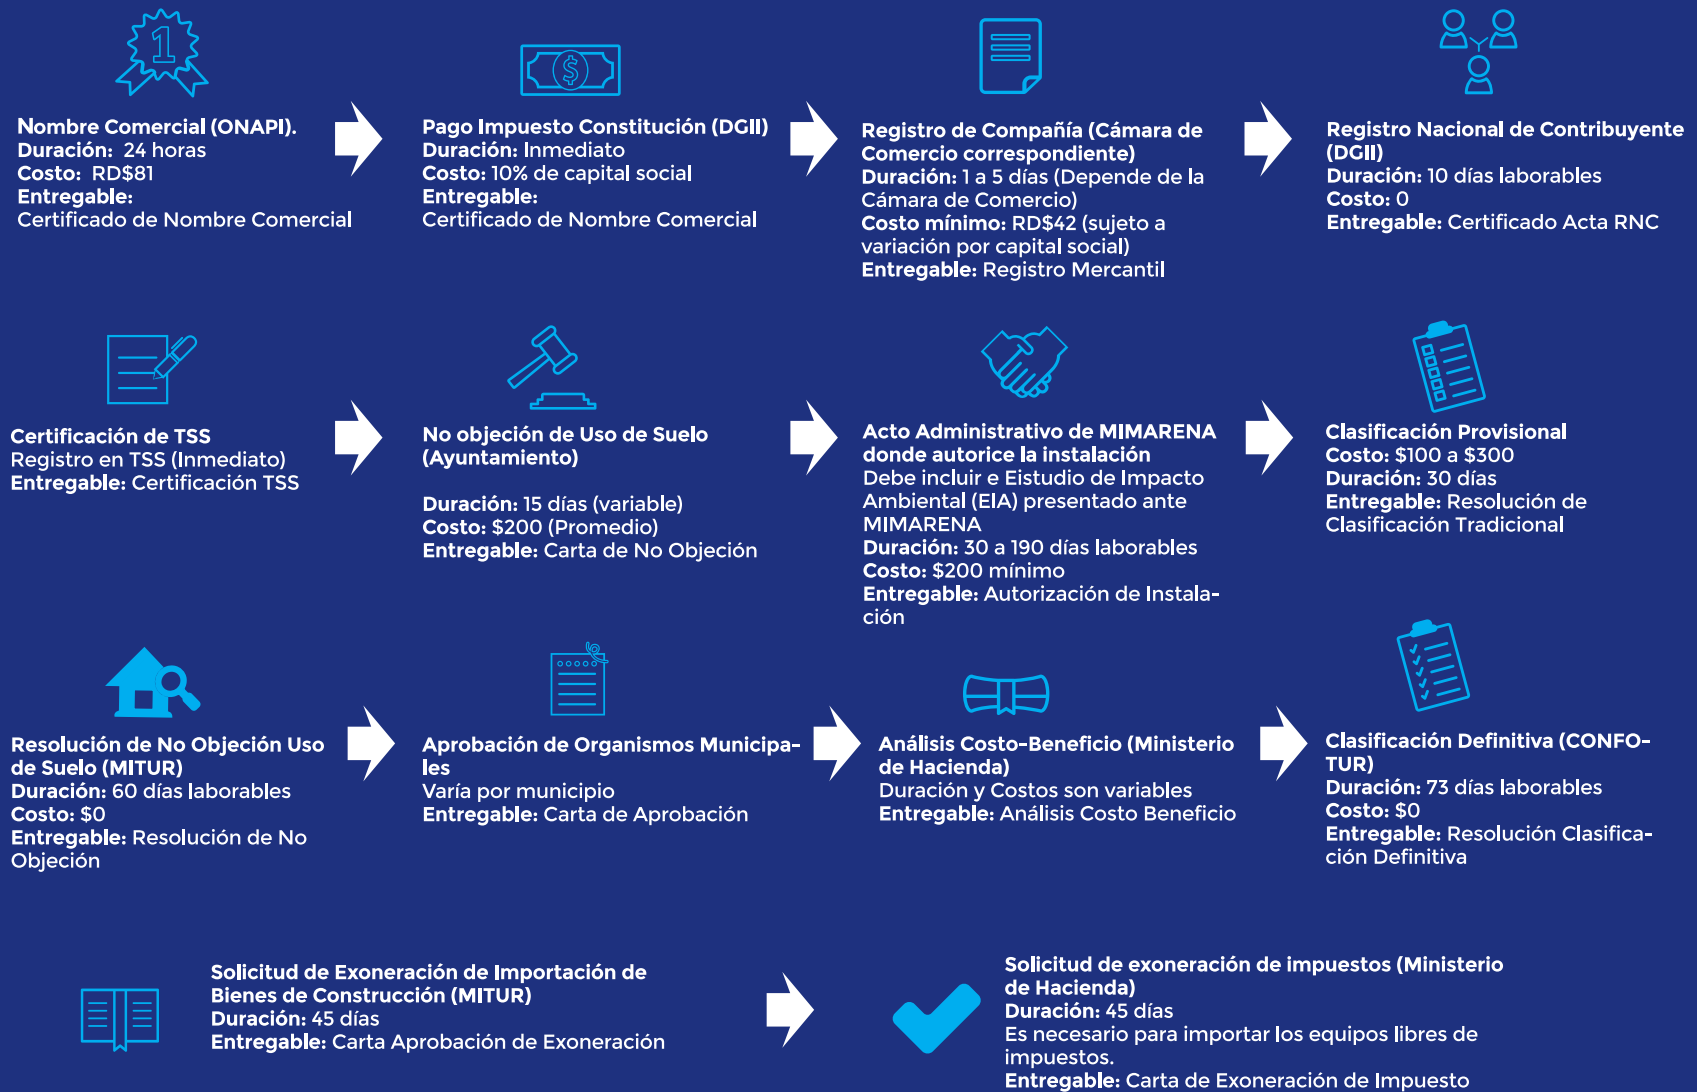 1
Nombre Comercial (ONAPI).
Duración: 24 horas
Costo: RD$81
Entregable:
Certificado de Nombre Comercial
$
Pago Impuesto Constitución (DGII)
Duración: Inmediato
Costo: 10% de capital social
Entregable:
Certificado de Nombre Comercial
Registro de Compañía (Cámara de
Comercio correspondiente)
Duración: 1 a 5 días (Depende de la
Cámara de Comercio)
Costo mínimo: RD$42 (sujeto a
variación por capital social)
Entregable: Registro Mercantil
Registro Nacional de Contribuyente
(DGII)
Duración: 10 días laborables
Costo: 0
Entregable: Certificado Acta RNC
Certificación de TSS
Registro en TSS (Inmediato)
Entregable: Certificación TSS
No objeción de Uso de Suelo
(Ayuntamiento)
Duración: 15 días (variable)
Costo: $200 (Promedio)
Entregable: Carta de No Objeción
Acto Administrativo de MIMARENA
donde autorice la instalación
Debe incluir e Eistudio de Impacto
Ambiental (EIA) presentado ante
MIMARENA
Duración: 30 a 190 días laborables
Costo: $200 mínimo
Entregable: Autorización de Instala-
ción
Clasificación Provisional
Costo: $100 a $300
Duración: 30 días
Entregable: Resolución de
Clasificación Tradicional
Resolución de No Objeción Uso
de Suelo (MITUR)
Duración: 60 días laborables
Costo: $0
Entregable: Resolución de No
Objeción
Aprobación de Organismos Municipa-
les
Varía por municipio
Entregable: Carta de Aprobación
Análisis Costo-Beneficio (Ministerio
de Hacienda)
Duración y Costos son variables
Entregable: Análisis Costo Beneficio
Clasificación Definitiva (CONFO-
TUR)
Duración: 73 días laborables
Costo: $0
Entregable: Resolución Clasifica-
ción Definitiva
Solicitud de Exoneración de Importación de
Bienes de Construcción (MITUR)
Duración: 45 días
Entregable: Carta Aprobación de Exoneración
Solicitud de exoneración de impuestos (Ministerio
de Hacienda)
Duración: 45 días
Es necesario para importar los equipos libres de
impuestos.
Entregable: Carta de Exoneración de Impuesto